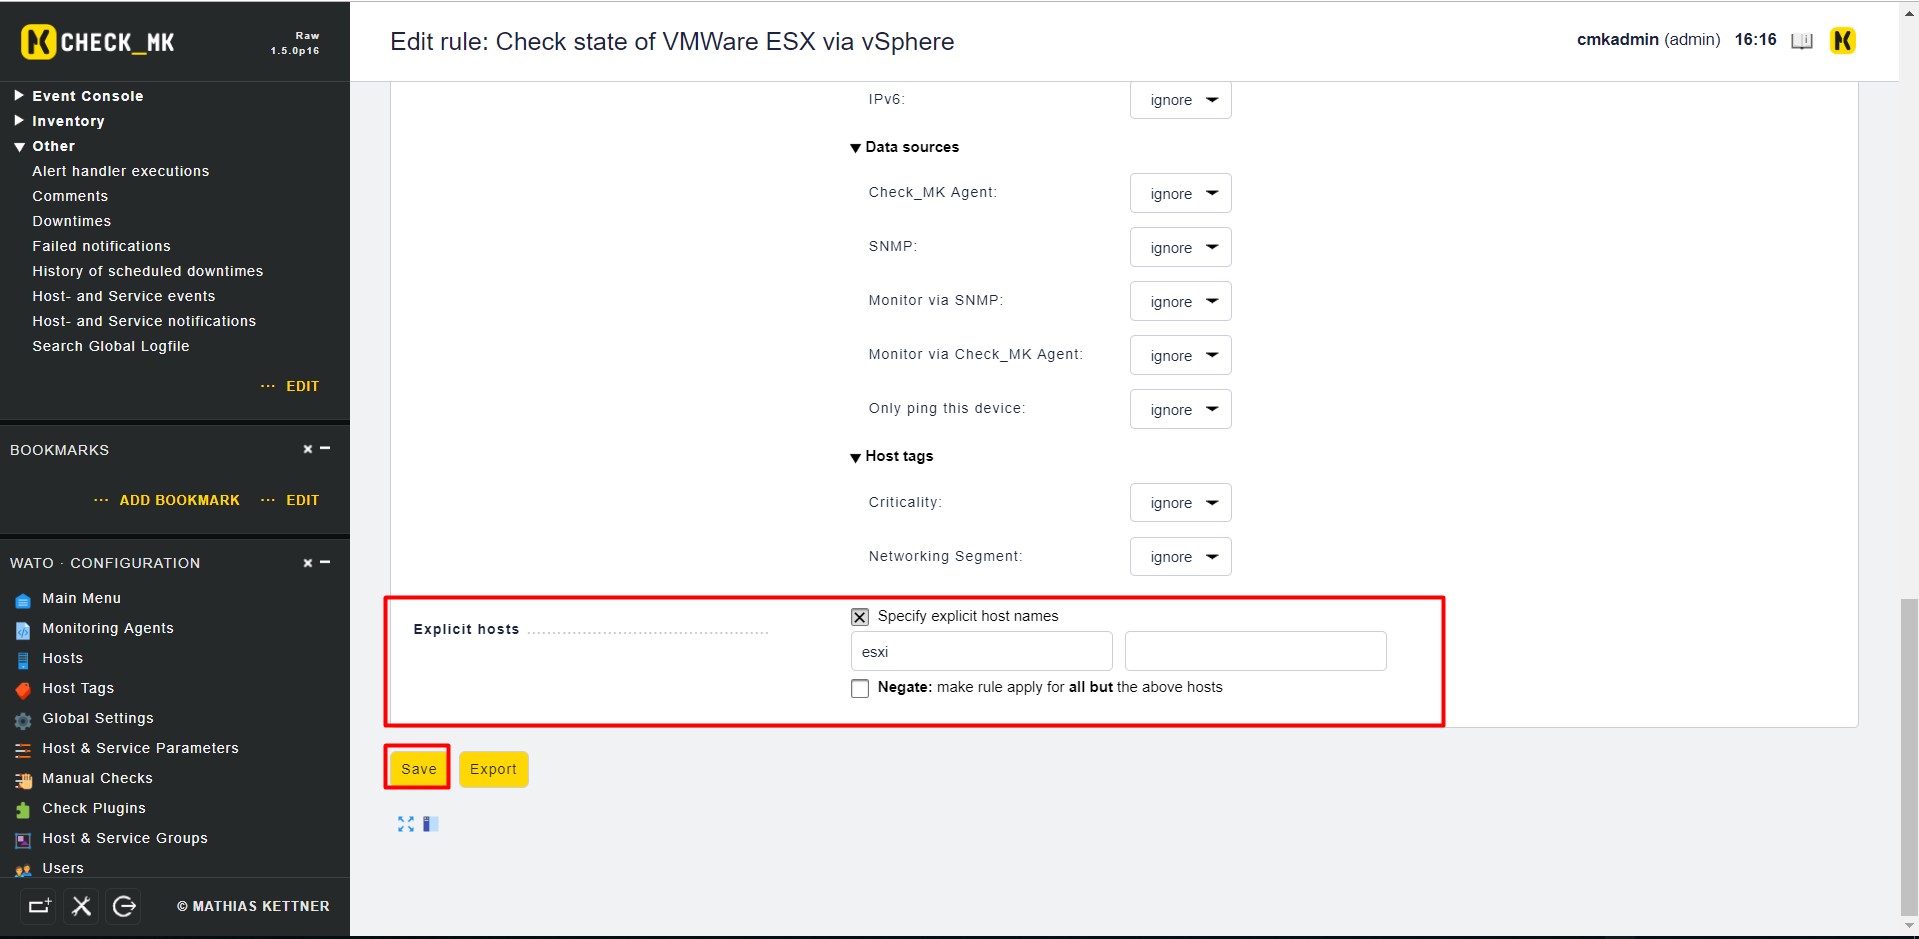 CHECK_MK
Raw
1.5.0p16
Edit rule: Check state of VMWare ESX via vSphere
cmkadmin (admin) 16:16
Event Console
Inventory
Other
Alert handler executions
Comments
Downtimes
Failed notifications
History of scheduled downtimes
Host- and Service events
Host- and Service notifications
Search Global Logfile
··· EDIT
BOOKMARKS
··· ADD BOOKMARK ··· EDIT
WATO · CONFIGURATION
Main Menu
Monitoring Agents
Hosts
Host Tags
Global Settings
Host & Service Parameters
Manual Checks
Check Plugins
Host & Service Groups
Users
© MATHIAS KETTNER
IPv6: ignore
Data sources
Check_MK Agent: ignore
SNMP: ignore
Monitor via SNMP: ignore
Monitor via Check_MK Agent: ignore
Only ping this device: ignore
Host tags
Criticality: ignore
Networking Segment: ignore
Explicit hosts
Specify explicit host names
esxi
Negate: make rule apply for all but the above hosts
Save Export